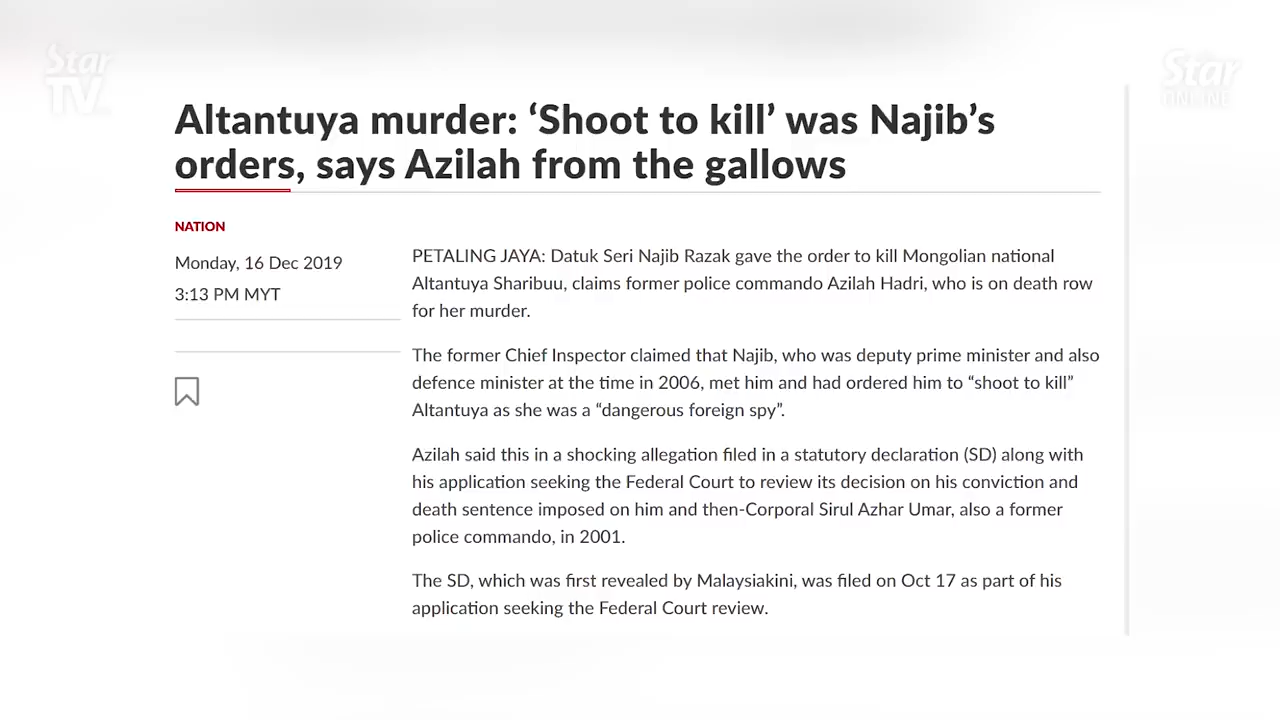 Star
TV
Star
ONLINE
Altantuya murder: ‘Shoot to kill’ was Najib’s
orders, says Azilah from the gallows
NATION
Monday, 16 Dec 2019
3:13 PM MYT
PETALING JAYA: Datuk Seri Najib Razak gave the order to kill Mongolian national
Altantuya Sharibuu, claims former police commando Azilah Hadri, who is on death row
for her murder.
The former Chief Inspector claimed that Najib, who was deputy prime minister and also
defence minister at the time in 2006, met him and had ordered him to “shoot to kill”
Altantuya as she was a “dangerous foreign spy”.
Azilah said this in a shocking allegation filed in a statutory declaration (SD) along with
his application seeking the Federal Court to review its decision on his conviction and
death sentence imposed on him and then-Corporal Sirul Azhar Umar, also a former
police commando, in 2001.
The SD, which was first revealed by Malaysiakini, was filed on Oct 17 as part of his
application seeking the Federal Court review.